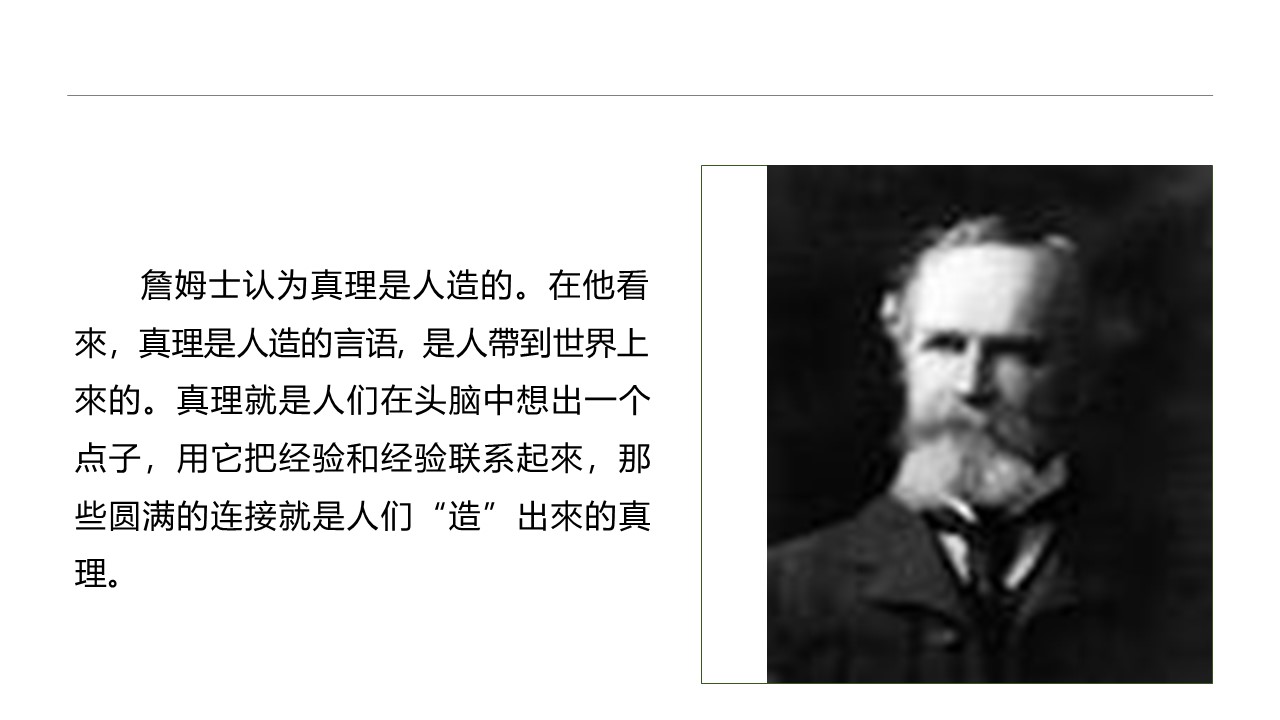 詹姆士认为真理是人造的。在他看
來，真理是人造的言语, 是人帶到世界上
來的。真理就是人们在头脑中想出一个
点子，用它把经验和经验联系起來，那
些圆满的连接就是人们“造”出來的真
理。